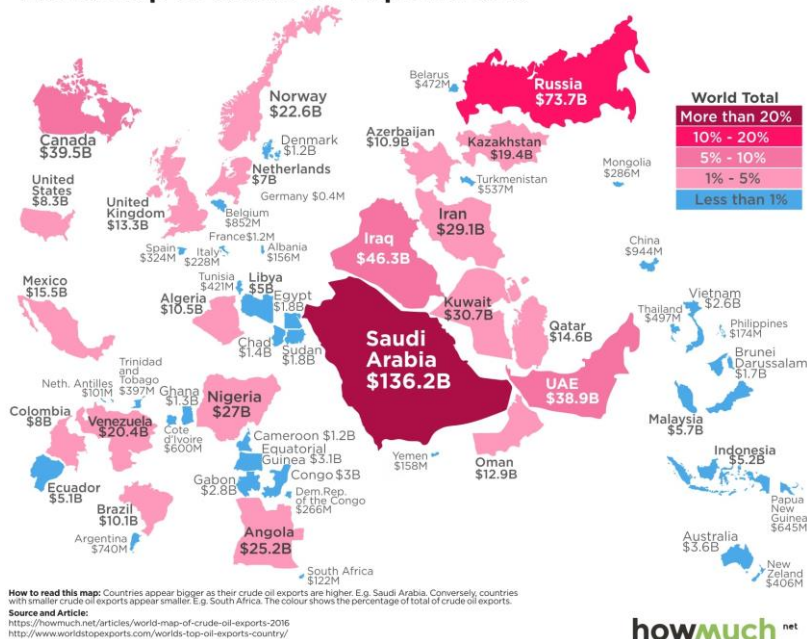 Canada
$39.5B
Norway
$22.6B
Denmark
$1.2B
Netherlands
$7B
Germany $0.4M
Belgium
$852M
United
States
$8.3B
United
Kingdom
$13.3B
France$1.2M
Spain
$324M
Italy
$228M
Albania
$156M
Belarus
$472M
Russia
$73.7B
Azerbaijan
$10.9B
Kazakhstan
$19.4B
Turkmenistan
$537M
Mongolia
$286M
World Total
More than 20%
10% - 20%
5% - 10%
1% - 5%
Less than 1%
Iran
$29.1B
Iraq
$46.3B
Kuwait
$30.7B
Qatar
$14.6B
Saudi
Arabia
$136.2B
UAE
$38.9B
Oman
$12.9B
Yemen
$158M
China
$944M
Vietnam
$2.6B
Thailand
$497M
Philippines
$174M
Brunei
Darussalam
$1.7B
Malaysia
$5.7B
Indonesia
$5.2B
Papua
New
Guinea
$645M
Australia
$3.6B
New
Zeland
$406M
Mexico
$15.5B
Tunisia
$421M
Libya
$5B
Algeria
$10.5B
Egypt
$1.8B
Chad
$1.4B
Sudan
$1.8B
Trinidad
and
Tobago
$397M
Neth. Antilles
$101M
Ghana
$1.3B
Nigeria
$27B
Colombia
$8B
Venezuela
$20.4B
Cote
d'Ivoire
$600M
Cameroon $1.2B
Equatorial
Guinea $3.1B
Gabon
$2.8B
Congo $3B
Dem.Rep.
of the Congo
$266M
Ecuador
$5.1B
Brazil
$10.1B
Argentina
$740M
Angola
$25.2B
South Africa
$122M
How to read this map: Countries appear bigger as their crude oil exports are higher. E.g. Saudi Arabia. Conversely, countries
with smaller crude oil exports appear smaller. E.g. South Africa. The colour shows the percentage of total of crude oil exports.
Source and Article:
https://howmuch.net/articles/world-map-of-crude-oil-exports-2016
http://www.worldstopexports.com/worlds-top-oil-exports-country/
howmuch net